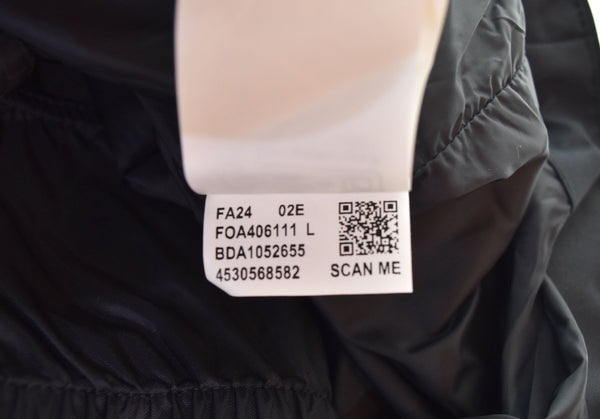 FA24 02E
FOA406111 L
BDA1052655
4530568582 SCAN ME